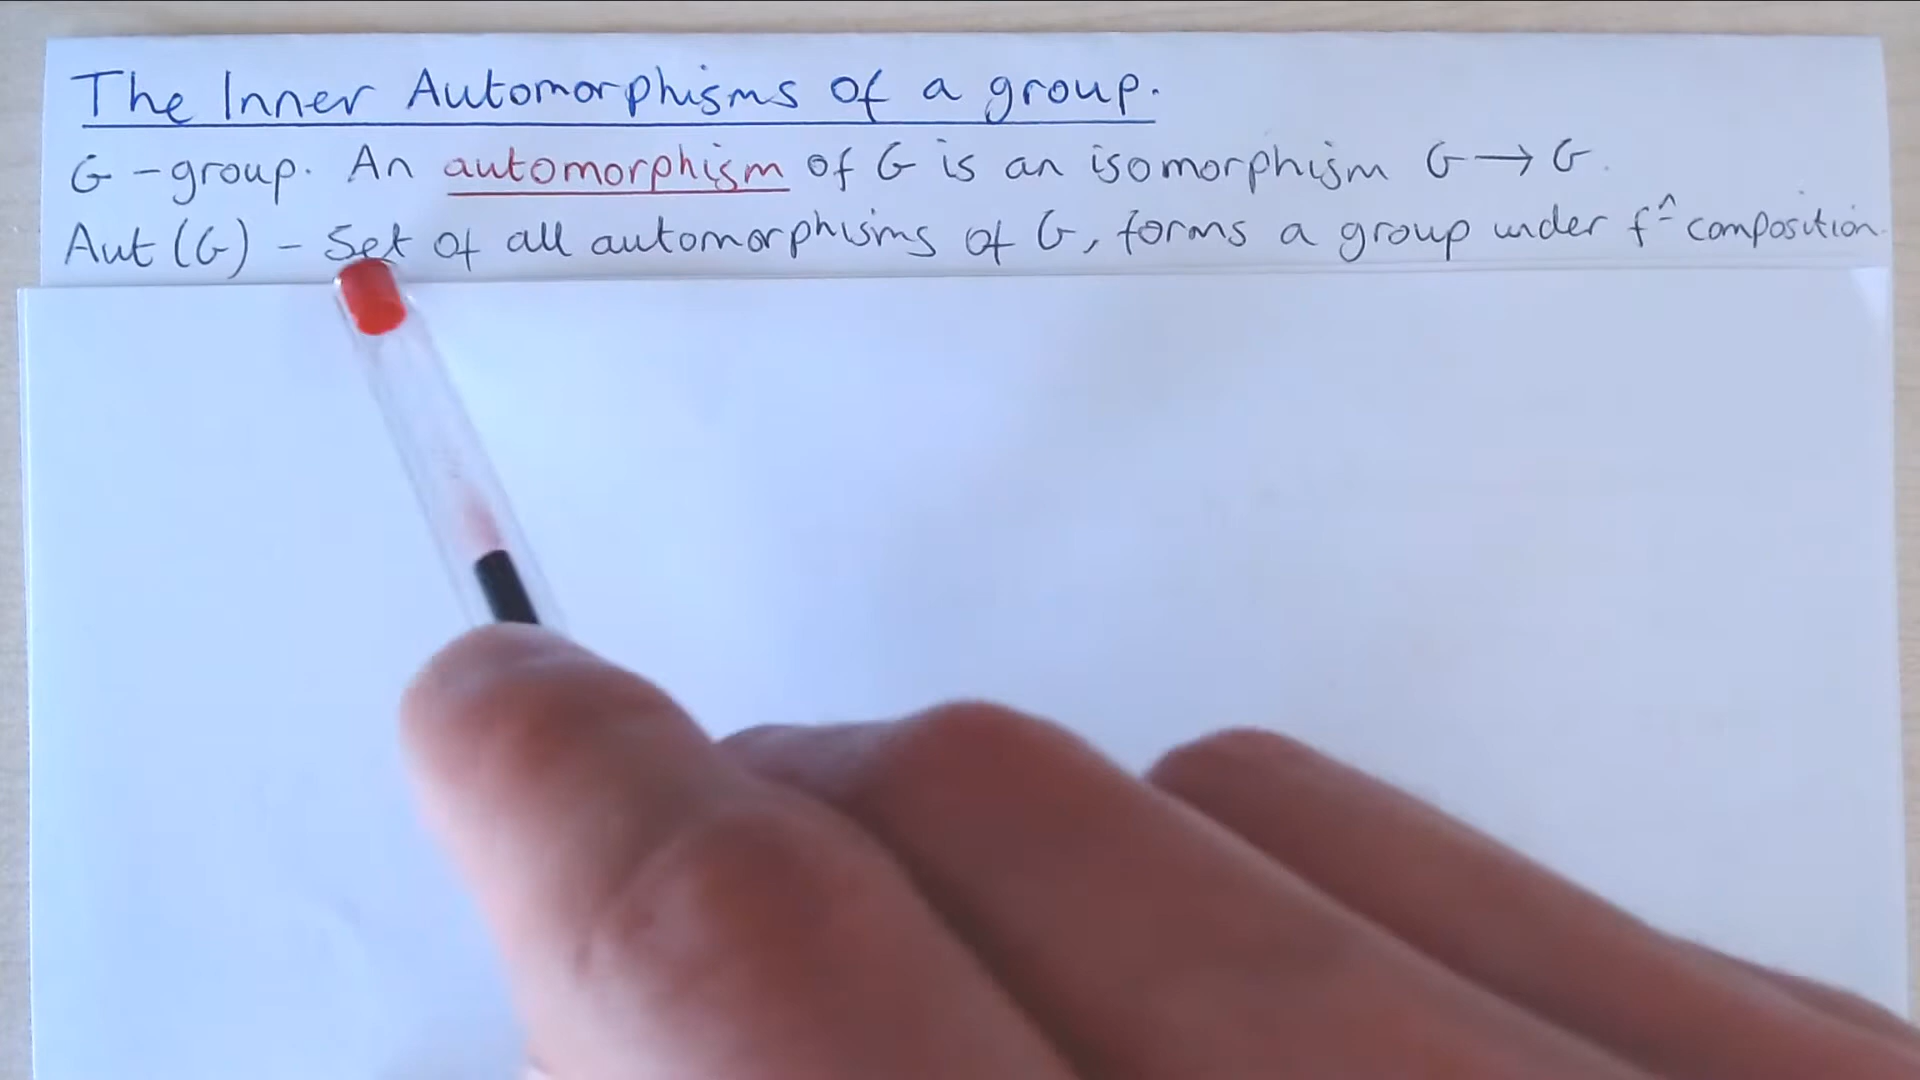 The Inner Automorphisms of a group.
G - group. An automorphism of G is an isomorphism G → G.
Aut (G) - Set of all automorphisms of G, forms a group under fⁿ composition.